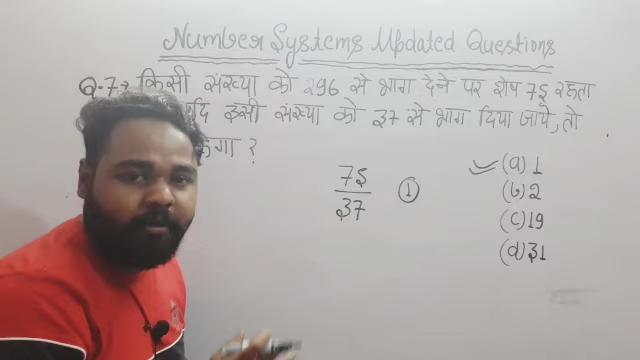 Number Systems Updated Questions
Q.7→ किसी संख्या को 296 से भाग देने पर शेष 75 रहता
यदि इसी संख्या को 37 से भाग दिया जाये, तो
?
75
37
1
(a) 1
(b) 2
(c) 19
(d) 31